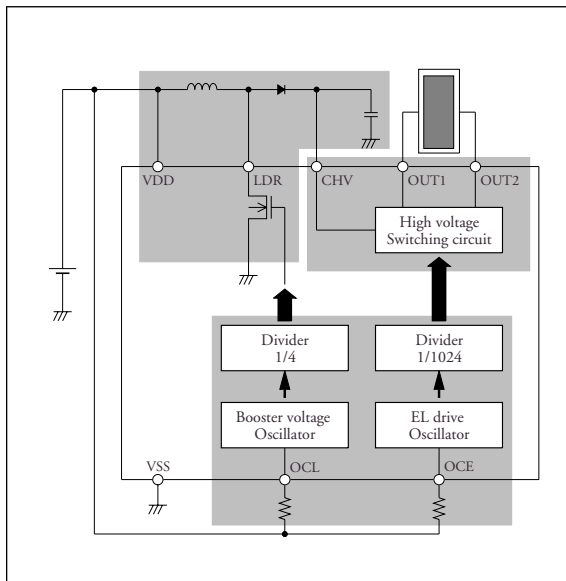 VDD
LDR
CHV
OUT1
OUT2
High voltage
Switching circuit
Divider
1/4
Divider
1/1024
Booster voltage
Oscillator
EL drive
Oscillator
VSS
OCL
OCE